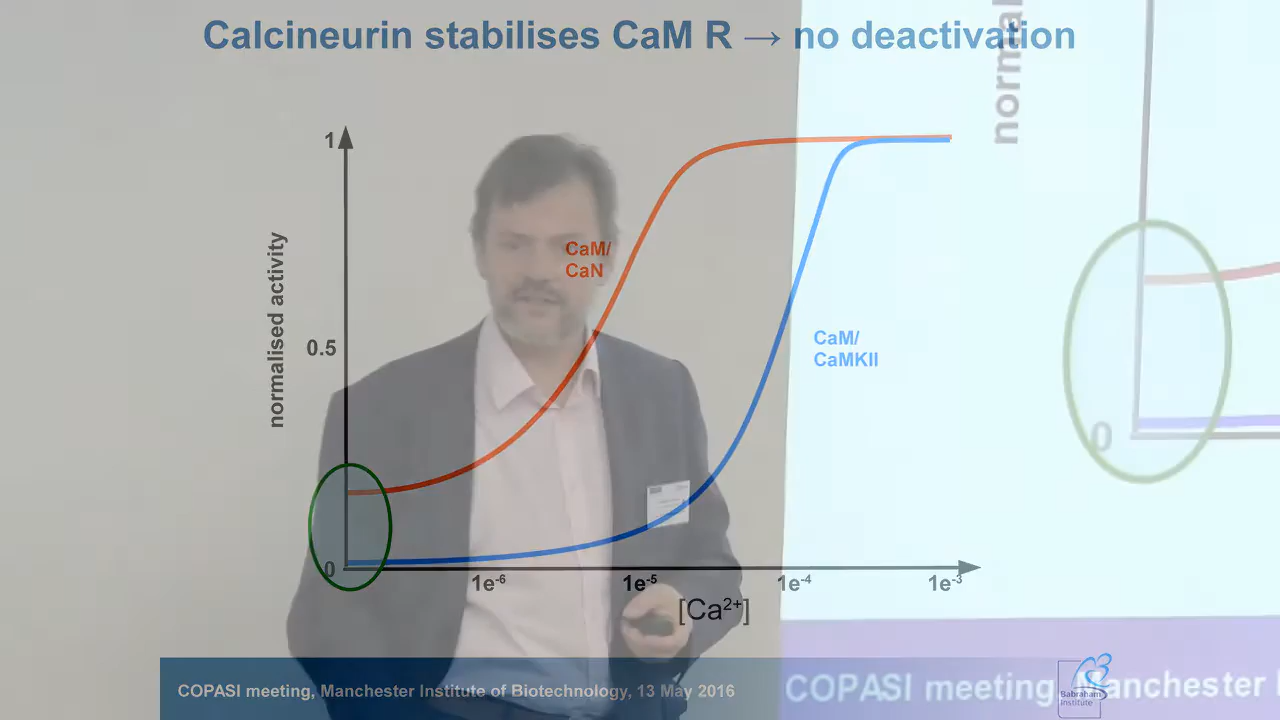 Calcineurin stabilises CaM R → no deactivation
normal
1
normalised activity
CaM/
CaN
0.5
CaM/
CaMKII
0
0
1e-6
1e-5
1e-4
1e-3
[Ca2+]
COPASI meeting, Manchester Institute of Biotechnology, 13 May 2016
COPASI meeting, Manchester
Babraham
Institute